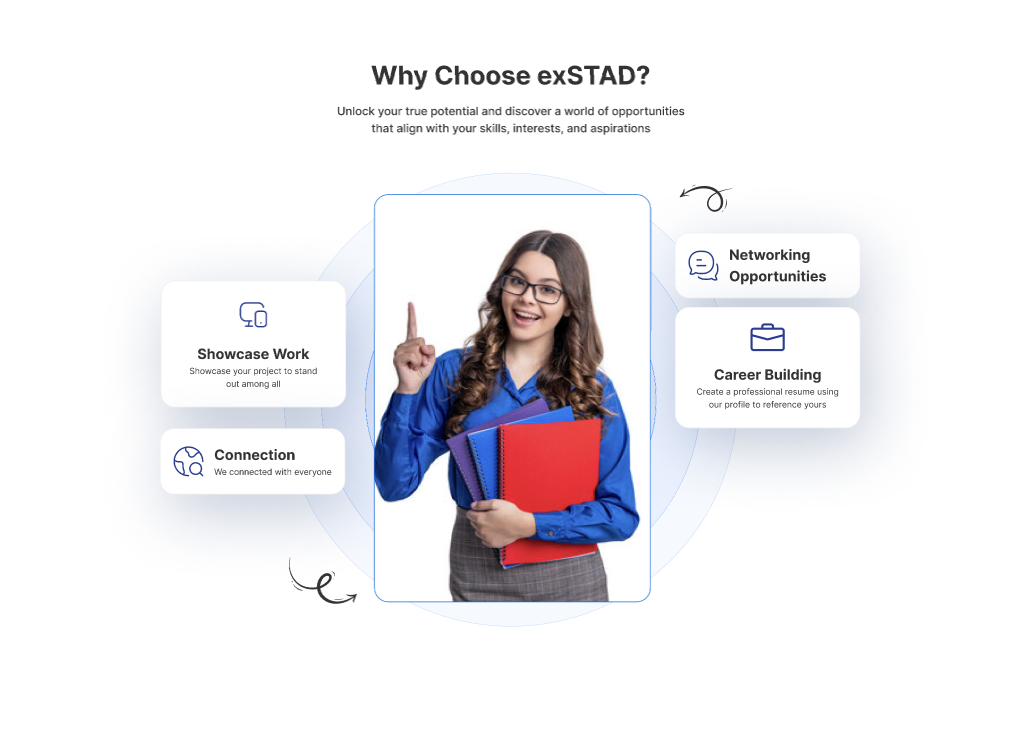 Why Choose exSTAD?
Unlock your true potential and discover a world of opportunities
that align with your skills, interests, and aspirations
Networking
Opportunities
Showcase Work
Showcase your project to stand
out among all
Career Building
Create a professional resume using
our profile to reference yours
Connection
We connected with everyone